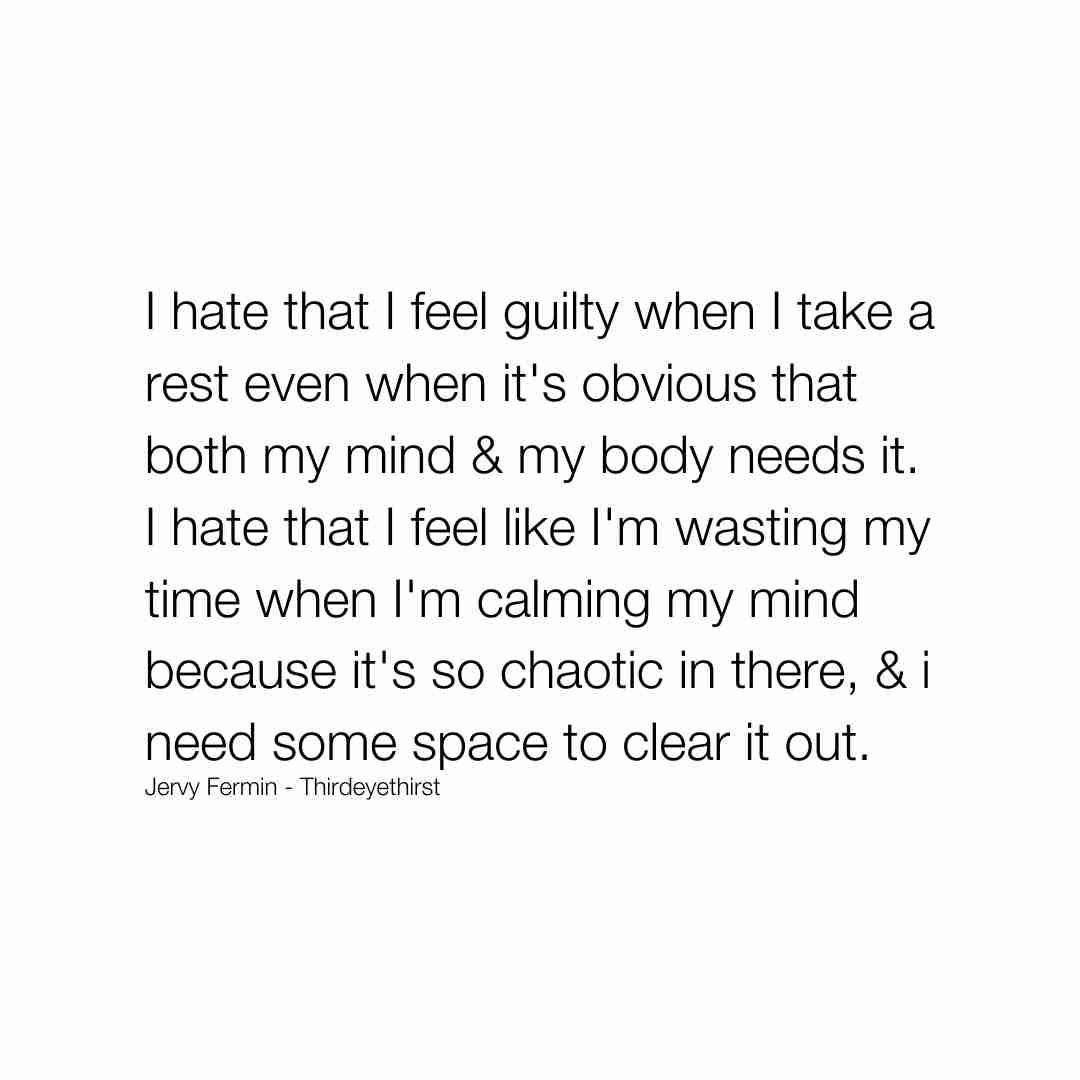 I hate that I feel guilty when I take a
rest even when it's obvious that
both my mind & my body needs it.
I hate that I feel like I'm wasting my
time when I'm calming my mind
because it's so chaotic in there, & i
need some space to clear it out.
Jervy Fermin - Thirdeyethirst